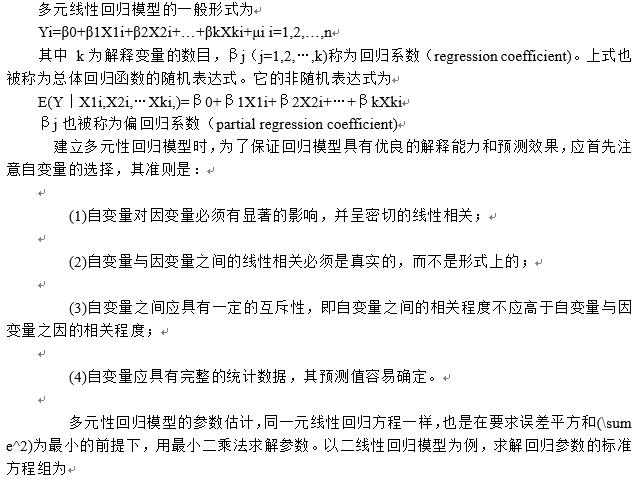 多元线性回归模型的一般形式为
Yi=β0+β1X1i+β2X2i+…+βkXki+μi i=1,2,…,n
其中 k 为解释变量的数目，βj（j=1,2,…,k)称为回归系数（regression coefficient)。上式也
被称为总体回归函数的随机表达式。它的非随机表达式为
E(Y∣X1i,X2i,…Xki,)=β0+β1X1i+β2X2i+…+βkXki
βj 也被称为偏回归系数（partial regression coefficient)
建立多元性回归模型时，为了保证回归模型具有优良的解释能力和预测效果，应首先注
意自变量的选择，其准则是：
(1)自变量对因变量必须有显著的影响，并呈密切的线性相关；
(2)自变量与因变量之间的线性相关必须是真实的，而不是形式上的；
(3)自变量之间应具有一定的互斥性，即自变量之间的相关程度不应高于自变量与因
变量之因的相关程度；
(4)自变量应具有完整的统计数据，其预测值容易确定。
多元性回归模型的参数估计，同一元线性回归方程一样，也是在要求误差平方和(\sum
e^2)为最小的前提下，用最小二乘法求解参数。以二线性回归模型为例，求解回归参数的标准
方程组为